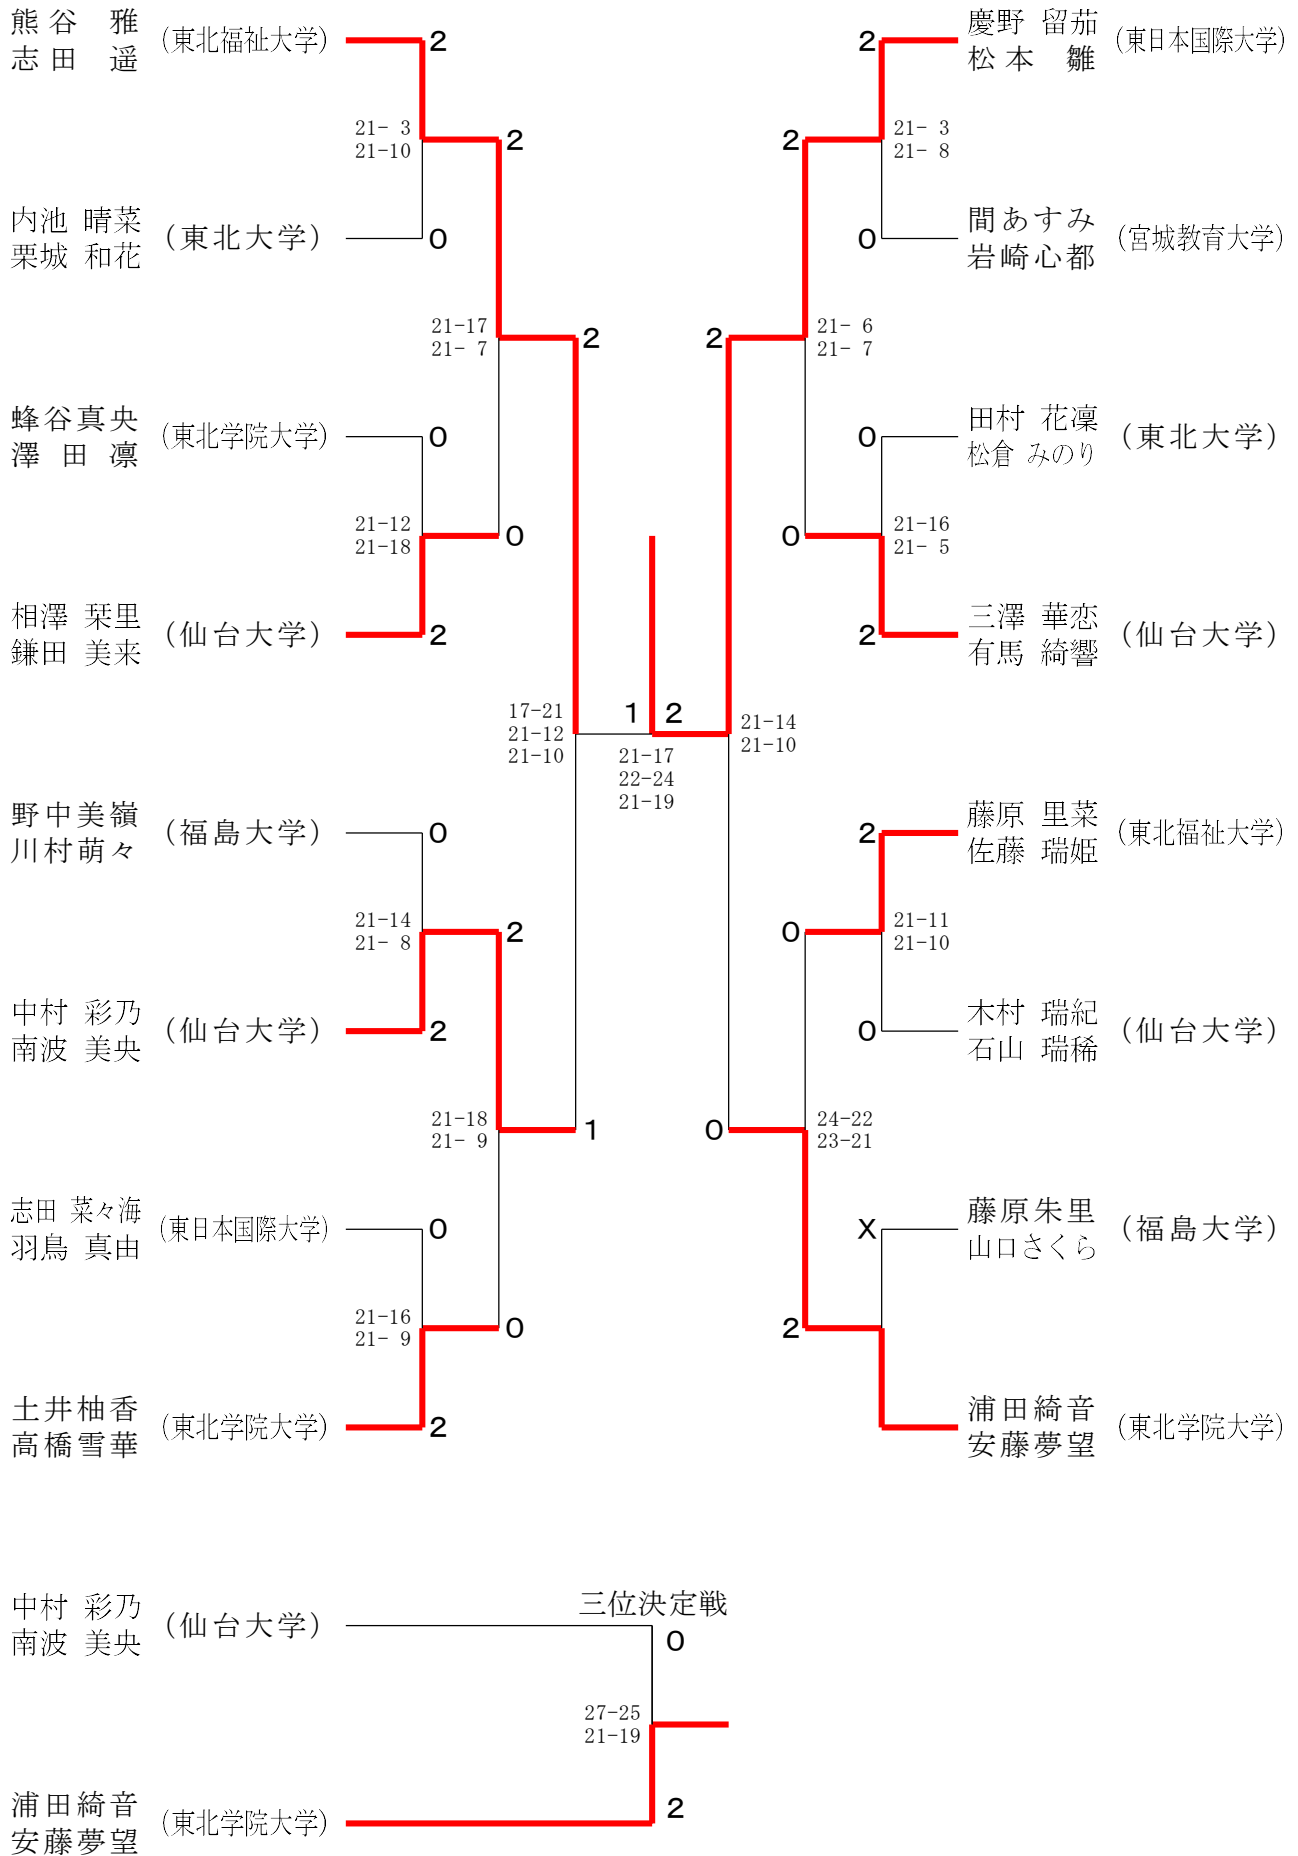 熊谷 雅
志田 遥
(東北福祉大学)
2
21- 3
21-10
2
内池 晴菜
栗城 和花
(東北大学)
0
21-17
21- 7
2
蜂谷真央
澤田凛
(東北学院大学)
0
21-12
21-18
0
相澤 栞里
鎌田 美来
(仙台大学)
2
17-21
21-12
21-10
1
2
21-17
22-24
21-19
野中美嶺
川村萌々
(福島大学)
0
21-14
21- 8
2
中村 彩乃
南波 美央
(仙台大学)
2
21-18
21- 9
1
志田 菜々海
羽鳥 真由
(東日本国際大学)
0
21-16
21- 9
0
土井柚香
高橋雪華
(東北学院大学)
2
2
慶野 留茄
松本 雛
(東日本国際大学)
2
21- 3
21- 8
0
間あすみ
岩崎心都
(宮城教育大学)
2
21- 6
21- 7
0
田村 花凜
松倉 みのり
(東北大学)
0
21-16
21- 5
2
三澤 華恋
有馬 綺響
(仙台大学)
21-14
21-10
2
藤原 里菜
佐藤 瑞姫
(東北福祉大学)
0
21-11
21-10
0
木村 瑞紀
石山 瑞稀
(仙台大学)
0
24-22
23-21
X
藤原朱里
山口さくら
(福島大学)
2
浦田綺音
安藤夢望
(東北学院大学)
三位決定戦
中村 彩乃
南波 美央
(仙台大学)
0
27-25
21-19
浦田綺音
安藤夢望
(東北学院大学)
2